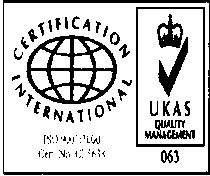 CERTIFICATION
INTERNATIONAL
UKAS
QUALITY
MANAGEMENT
063